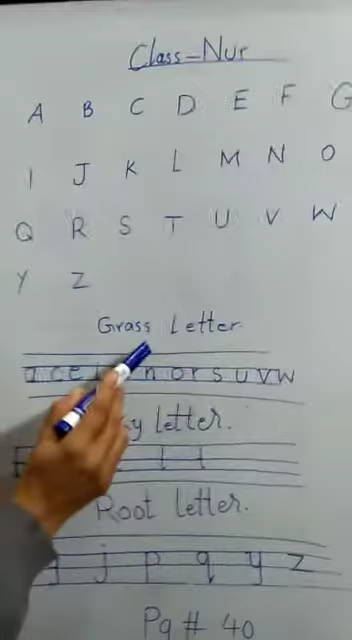 Class-Nur
A B C D E F G
I J K L M N O
Q R S T U V W
Y Z
Grass Letter
a c e n o r s u v w
letter.
Root letter.
j p q y z
Pg # 40